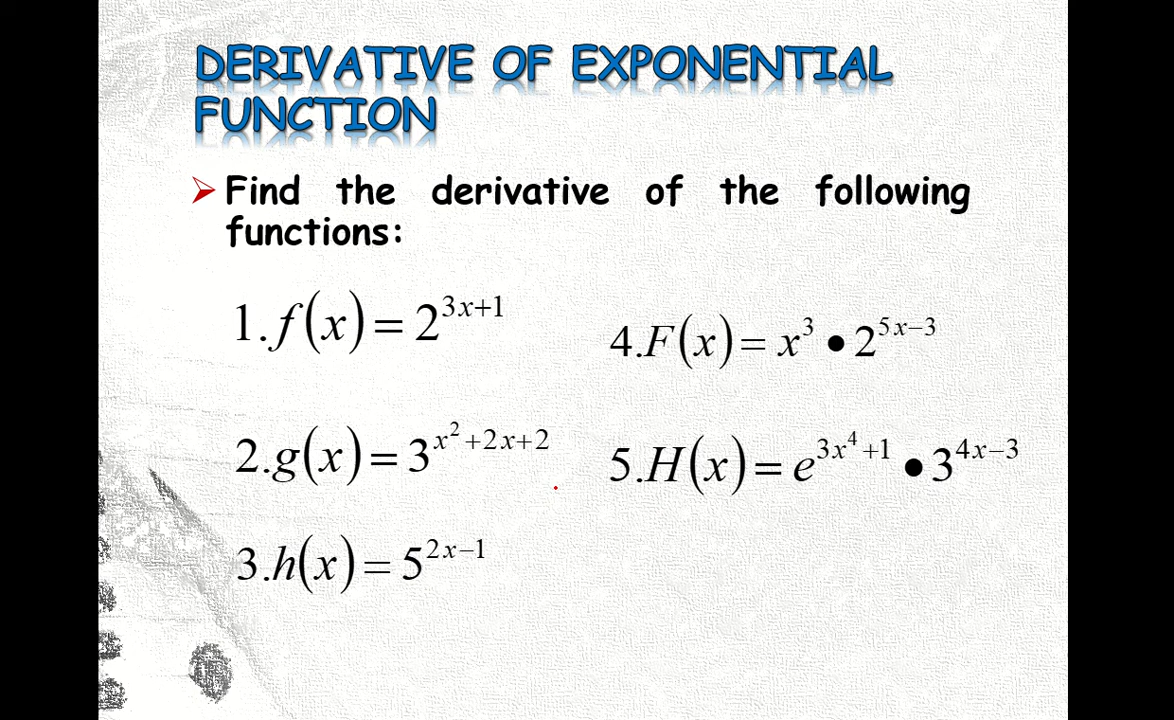 DERIVATIVE OF EXPONENTIAL
FUNCTION
Find the derivative of the following
functions:
1.f(x)=2^{3x+1}
4.F(x)=x^3•2^{5x−3}
2.g(x)=3^{x^2+2x+2}
5.H(x)=e^{3x^4+1}•3^{4x−3}
3.h(x)=5^{2x−1}